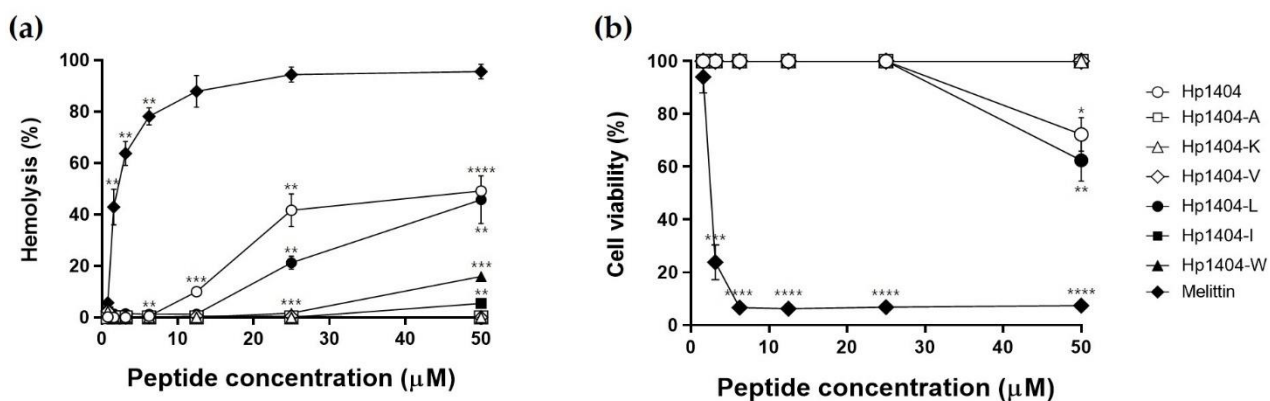 (a)
Hemolysis (%)
100
80
60
40
20
0
**
**
**
**
****
***
**
**
**
***
***
**
0 10 20 30 40 50
Peptide concentration (μM)
(b)
Cell viability (%)
100
80
60
40
20
0
*
**
***
**** **** **** ****
0 10 20 30 40 50
Peptide concentration (μM)
Hp1404
Hp1404-A
Hp1404-K
Hp1404-V
Hp1404-L
Hp1404-I
Hp1404-W
Melittin